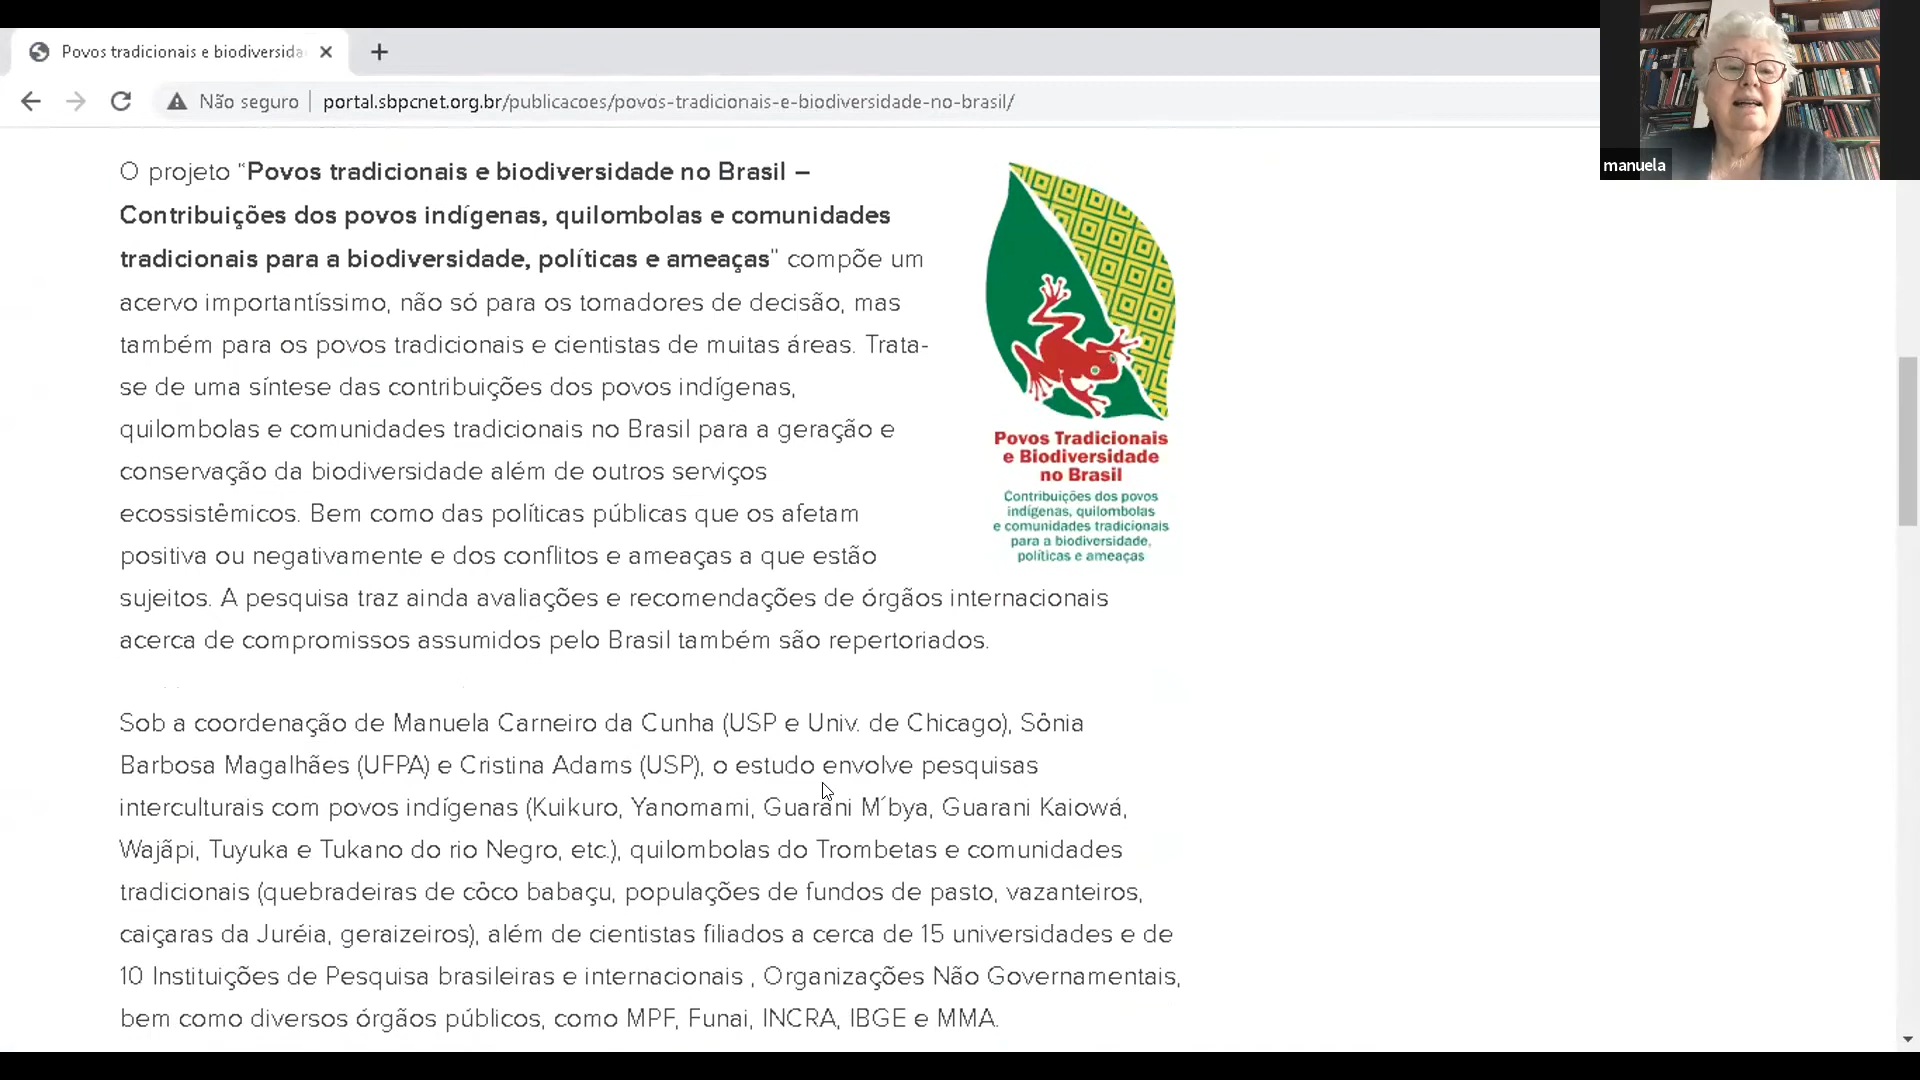 Povos tradicionais e biodiversida
Não seguro
portal.sbpcnet.org.br/publicacoes/povos-tradicionais-e-biodiversidade-no-brasil/
manuela
O projeto “Povos tradicionais e biodiversidade no Brasil –
Contribuições dos povos indígenas, quilombolas e comunidades
tradicionais para a biodiversidade, políticas e ameaças” compõe um
acervo importantíssimo, não só para os tomadores de decisão, mas
também para os povos tradicionais e cientistas de muitas áreas. Trata-
se de uma síntese das contribuições dos povos indígenas,
quilombolas e comunidades tradicionais no Brasil para a geração e
conservação da biodiversidade além de outros serviços
ecossistêmicos. Bem como das políticas públicas que os afetam
positiva ou negativamente e dos conflitos e ameaças a que estão
sujeitos. A pesquisa traz ainda avaliações e recomendações de órgãos internacionais
acerca de compromissos assumidos pelo Brasil também são repertoriados.
Povos Tradicionais
e Biodiversidade
no Brasil
Contribuições dos povos
indígenas, quilombolas
e comunidades tradicionais
para a biodiversidade,
políticas e ameaças
Sob a coordenação de Manuela Carneiro da Cunha (USP e Univ. de Chicago), Sônia
Barbosa Magalhães (UFPA) e Cristina Adams (USP), o estudo envolve pesquisas
interculturais com povos indígenas (Kuikuro, Yanomami, Guarani M´bya, Guarani Kaiowá,
Wajãpi, Tuyuka e Tukano do rio Negro, etc.), quilombolas do Trombetas e comunidades
tradicionais (quebradeiras de côco babaçu, populações de fundos de pasto, vazanteiros,
caiçaras da Juréia, geraizeiros), além de cientistas filiados a cerca de 15 universidades e de
10 Instituições de Pesquisa brasileiras e internacionais , Organizações Não Governamentais,
bem como diversos órgãos públicos, como MPF, Funai, INCRA, IBGE e MMA.